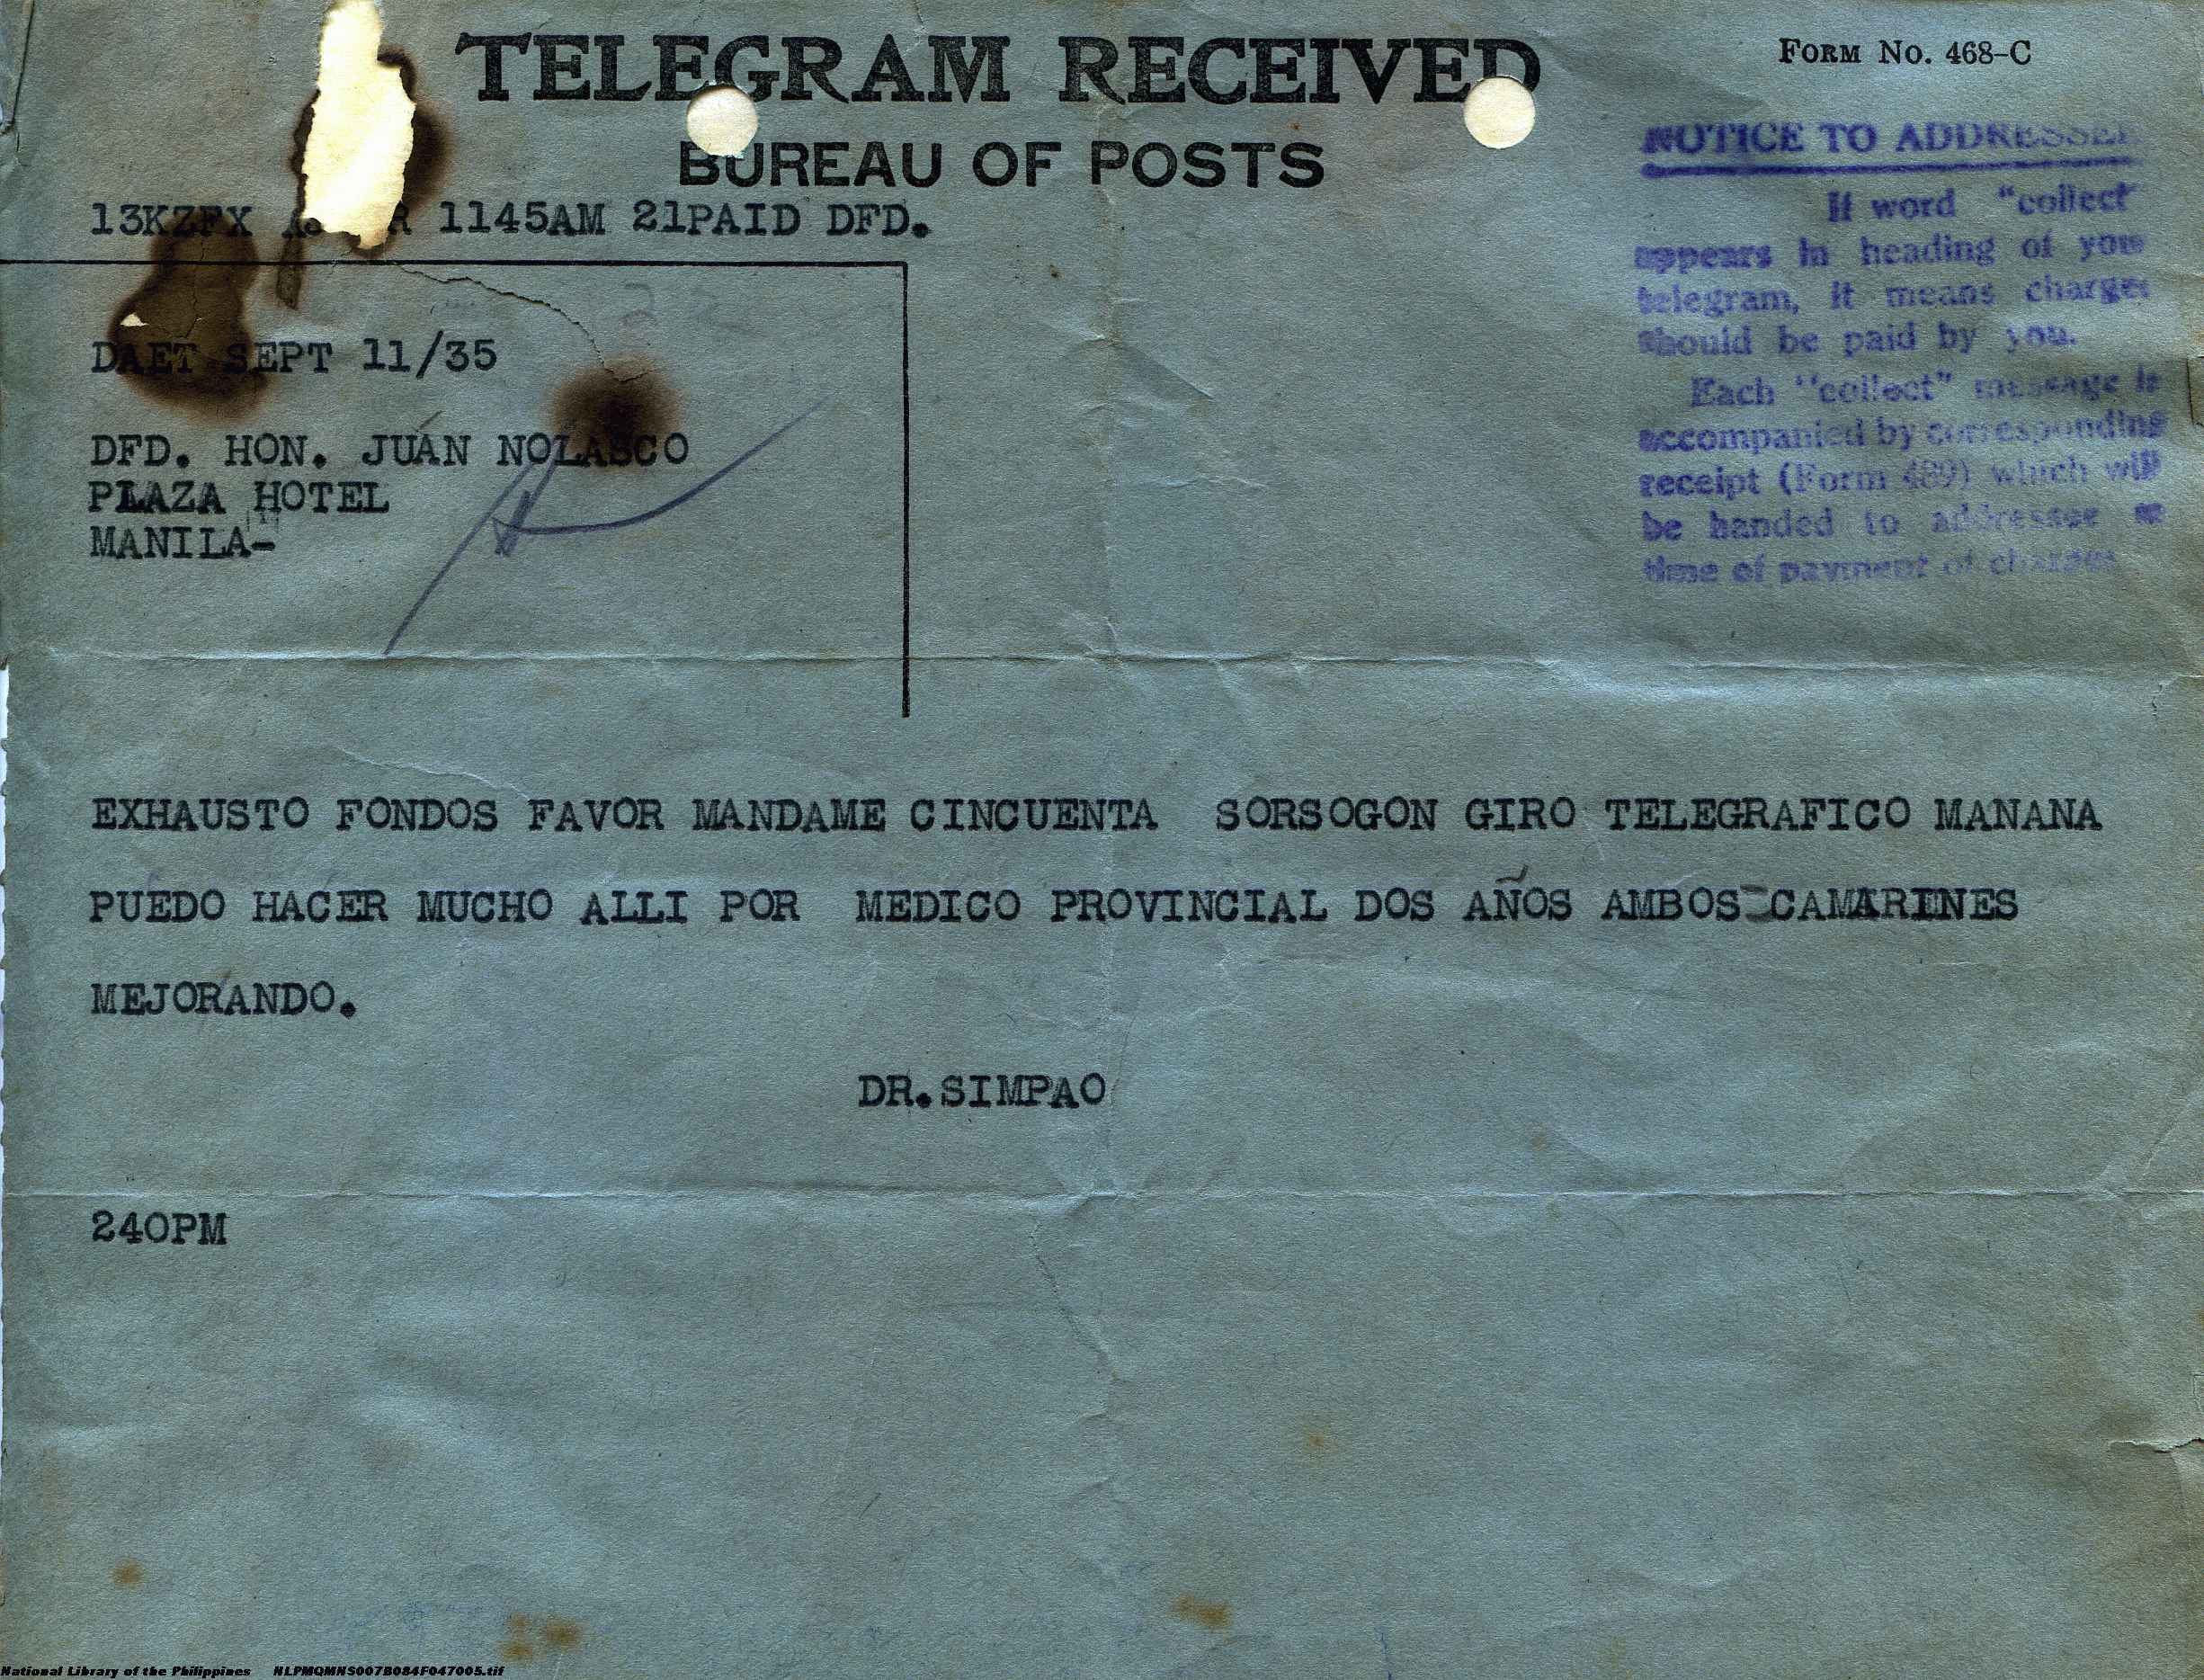 TELEGRAM RECEIVED
FORM NO. 468-C
BUREAU OF POSTS
13KZFX 1145AM 21PAID DFD.
NOTICE TO ADDRESSEE
If word "collect"
appears in heading of your
telegram, it means charges
should be paid by you.
Each "collect" message is
accompanied by corresponding
receipt (Form 489) which will
be handed to addressee
time of payment of charges
DAET SEPT 11/35
DFD. HON. JUAN NOLASCO
PLAZA HOTEL
MANILA-
EXHAUSTO FONDOS FAVOR MANDAME CINCUENTA SORSOGON GIRO TELEGRAFICO MANANA
PUEDO HACER MUCHO ALLI POR MEDICO PROVINCIAL DOS AÑOS AMBOS CAMARINES
MEJORANDO.
DR.SIMPAO
240PM
National Library of the Philippines NLPMQMNS007B084F047005.tif